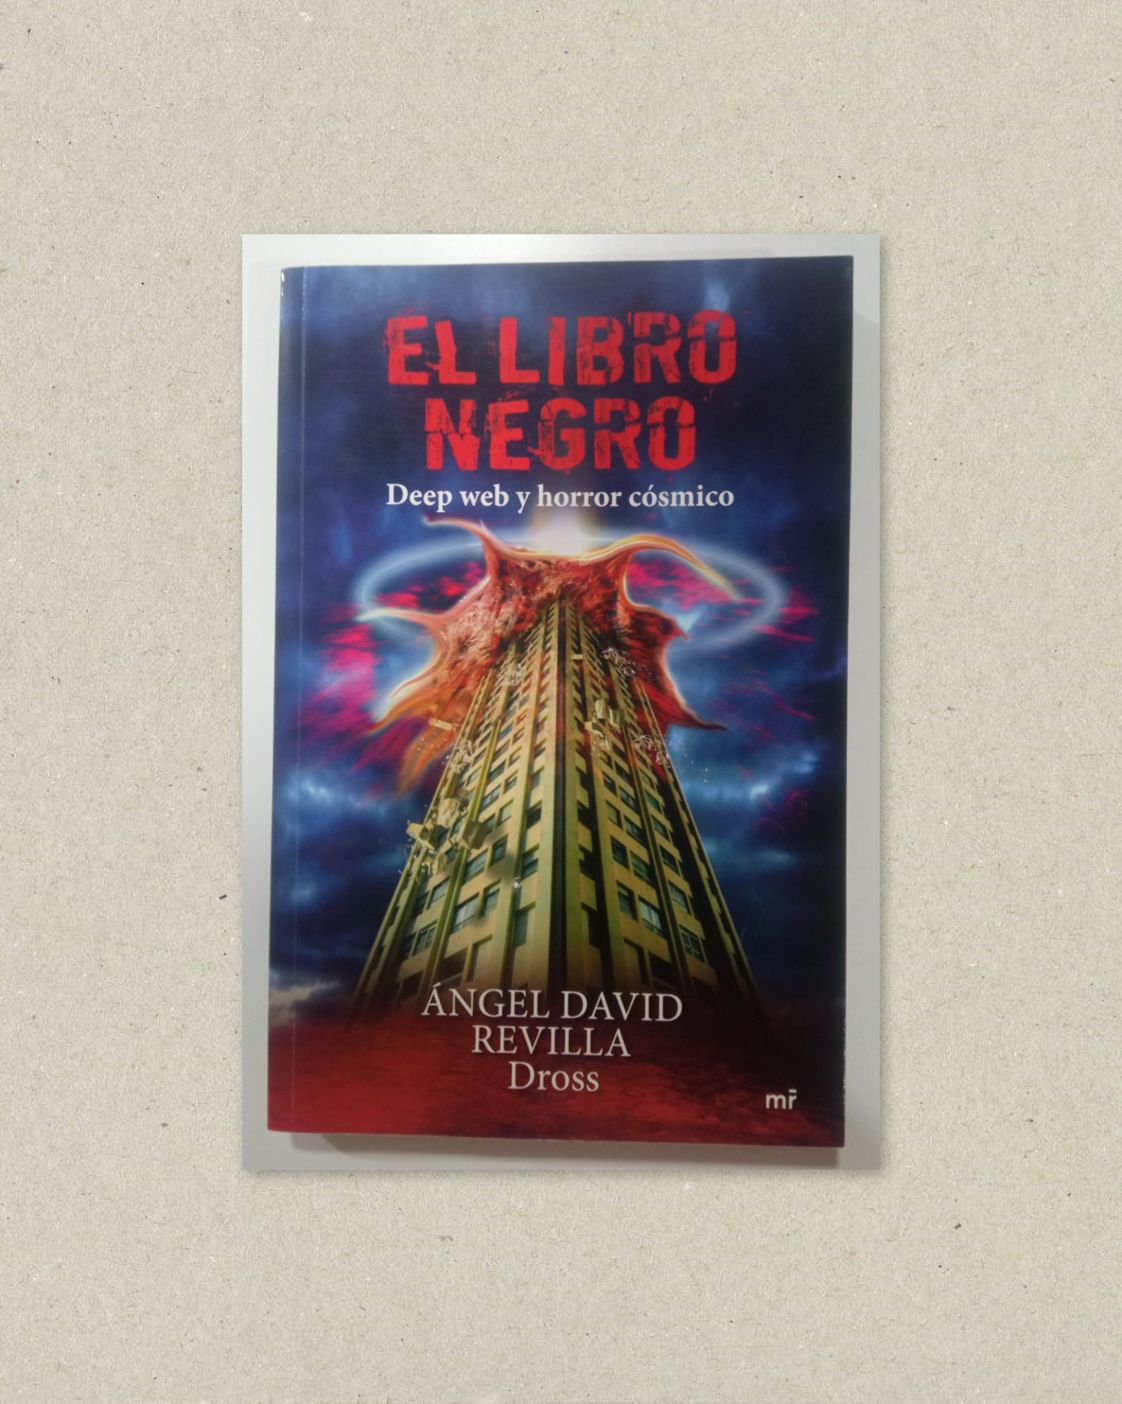 EL LIBRO
NEGRO
Deep web y horror cósmico
ÁNGEL DAVID
REVILLA
Dross
mr̄